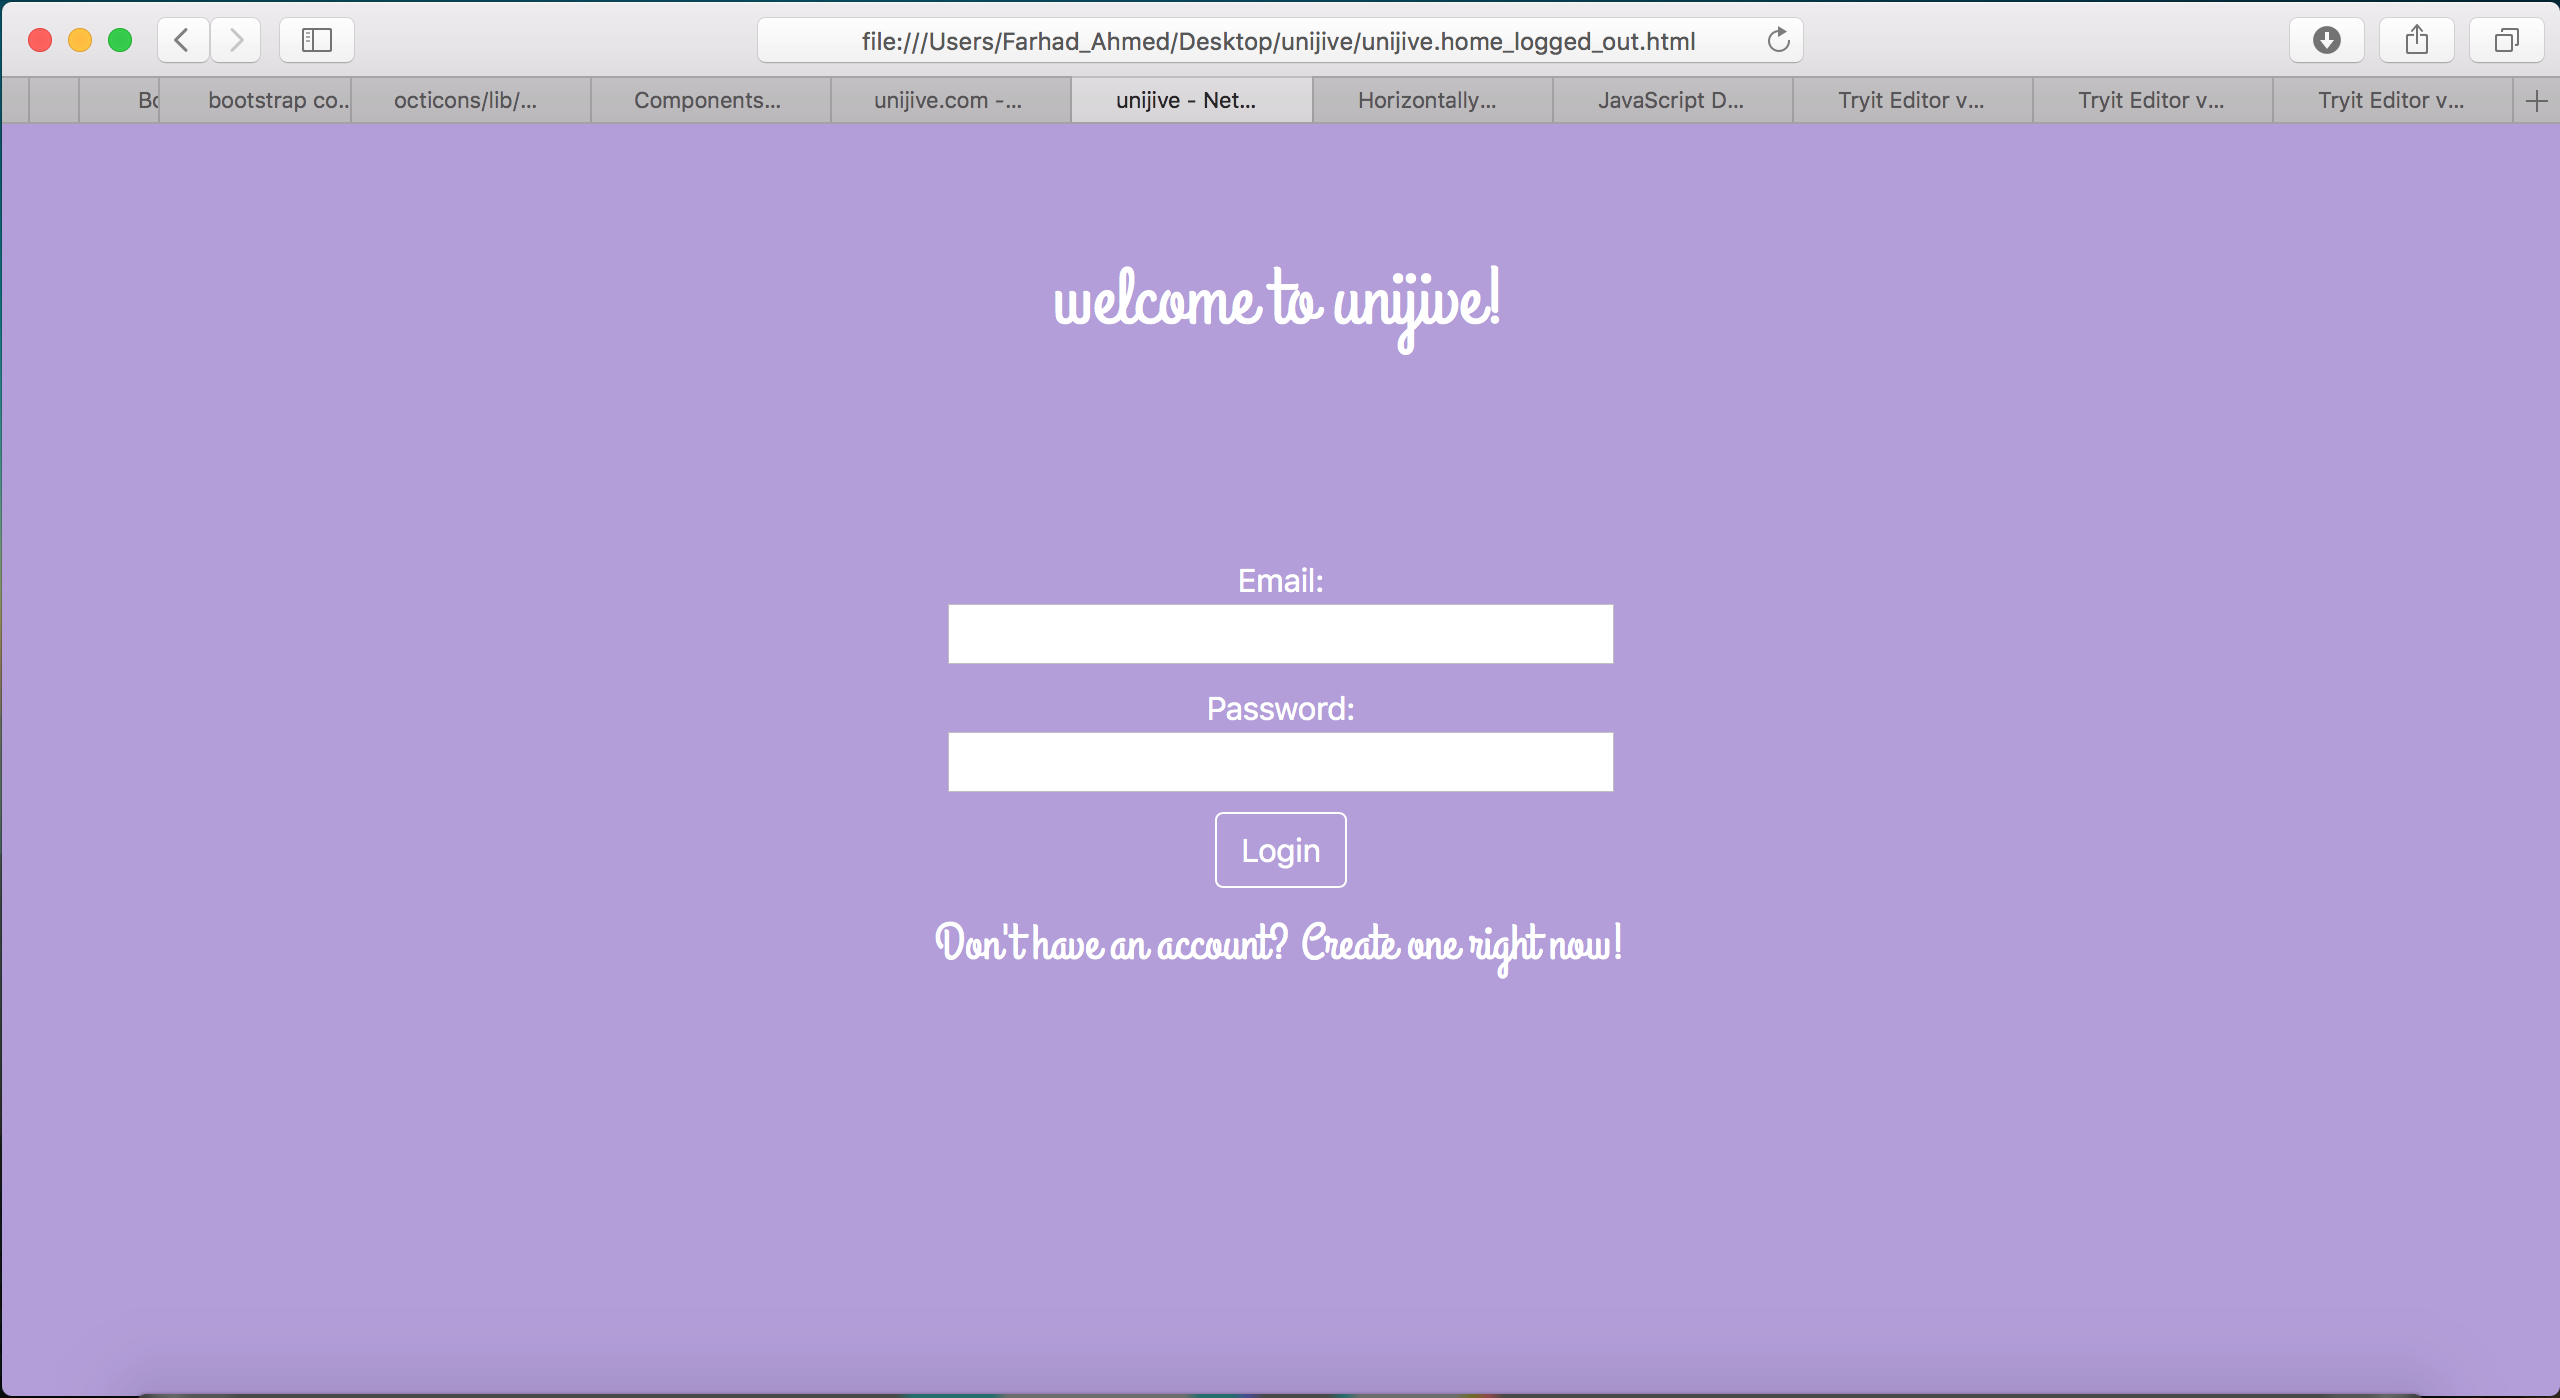 file:///Users/Farhad_Ahmed/Desktop/unijive/unijive.home_logged_out.html
Bo bootstrap co... octicons/lib/... Components... unijive.com -... unijive - Net... Horizontally... JavaScript D... Tryit Editor v... Tryit Editor v... Tryit Editor v...
welcome to unijive!
Email:
Password:
Login
Don't have an account? Create one right now!